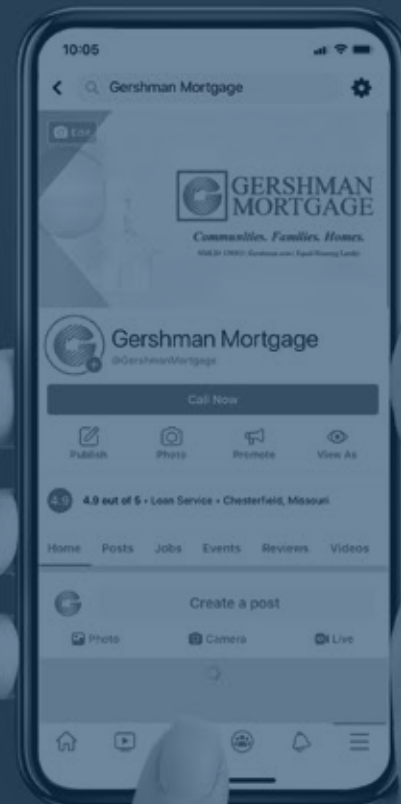 10:05
Gershman Mortgage
Edit
GERSHMAN
MORTGAGE
Communities. Families. Homes.
Gershman Mortgage
@GershmanMortgage
Call Now
Publish Photo Promote View As
4.9 4.9 out of 5 • Loan Service • Chesterfield, Missouri
Home Posts Jobs Events Reviews Videos
Create a post
Photo Camera Live